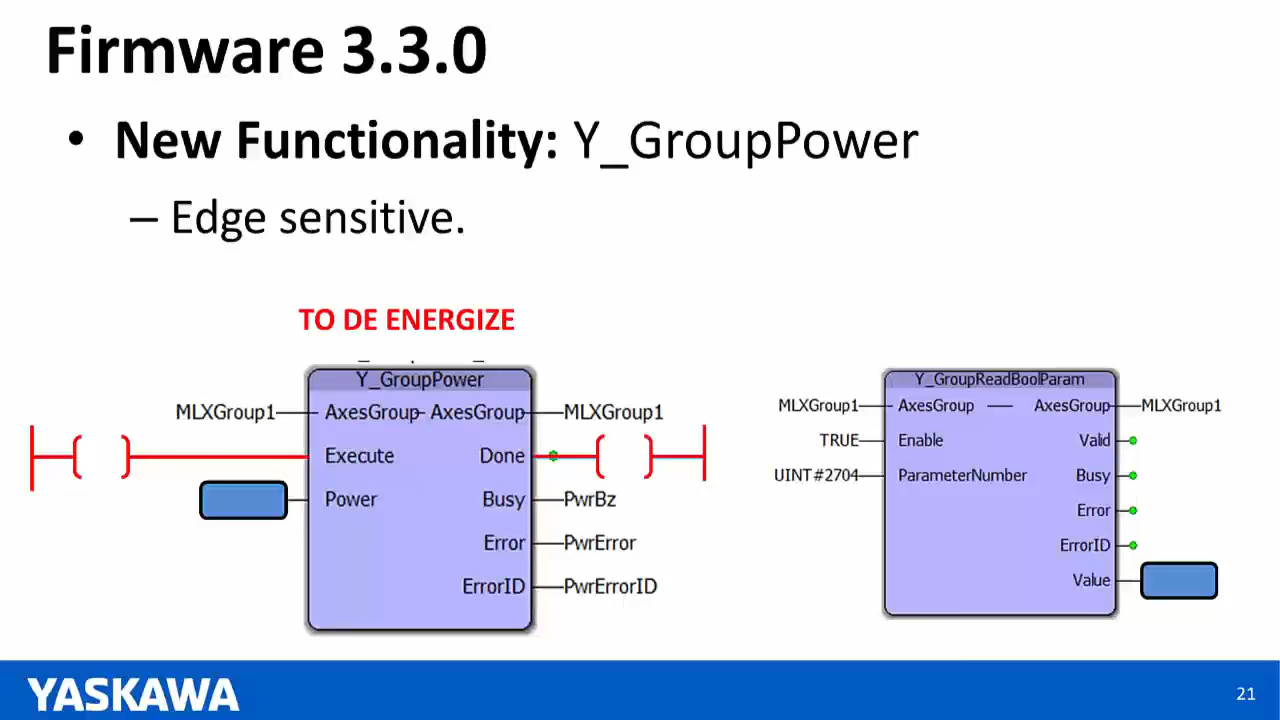 Firmware 3.3.0
• New Functionality: Y_GroupPower
– Edge sensitive.
TO DE ENERGIZE
Y_GroupPower
MLXGroup1 AxesGroup AxesGroup MLXGroup1
Execute Done
Power Busy PwrBz
Error PwrError
ErrorID PwrErrorID
Y_GroupReadBoolParam
MLXGroup1 AxesGroup AxesGroup MLXGroup1
TRUE Enable Valid
UINT#2704 ParameterNumber Busy
Error
ErrorID
Value
YASKAWA
21